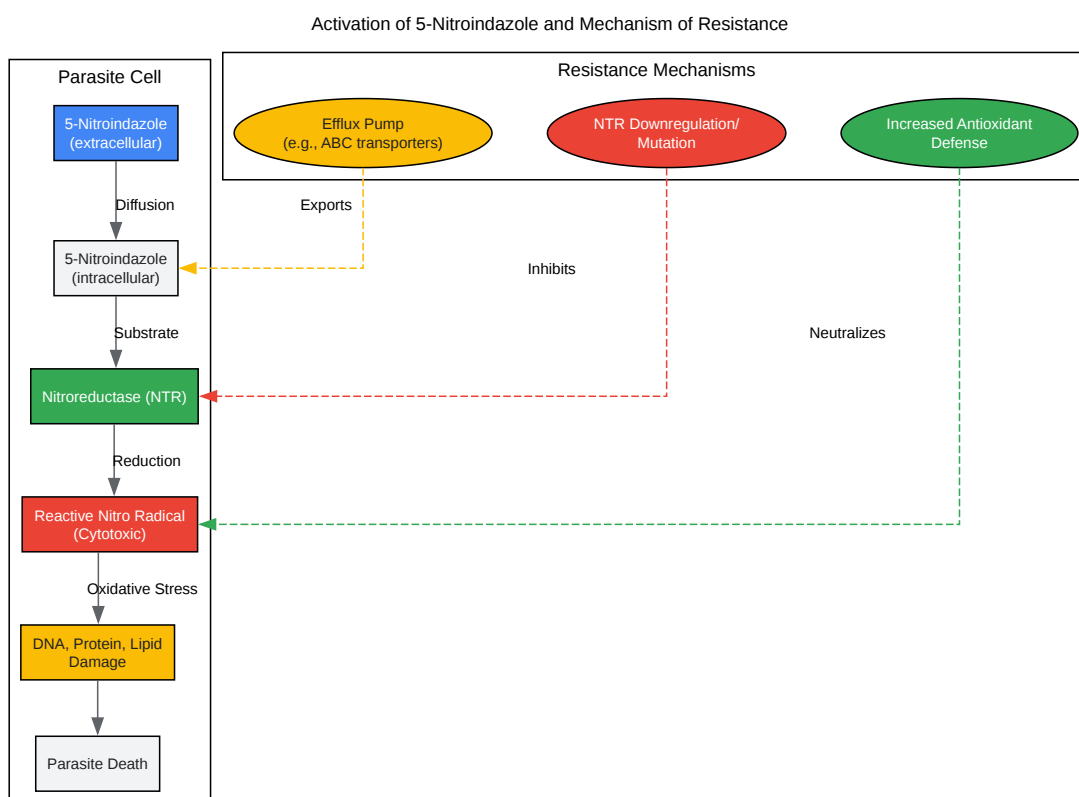 Activation of 5-Nitroindazole and Mechanism of Resistance
Parasite Cell
5-Nitroindazole
(extracellular)
Diffusion
5-Nitroindazole
(intracellular)
Substrate
Nitroreductase (NTR)
Reduction
Reactive Nitro Radical
(Cytotoxic)
Oxidative Stress
DNA, Protein, Lipid
Damage
Parasite Death
Resistance Mechanisms
Efflux Pump
(e.g., ABC transporters)
NTR Downregulation/
Mutation
Increased Antioxidant
Defense
Exports
Inhibits
Neutralizes